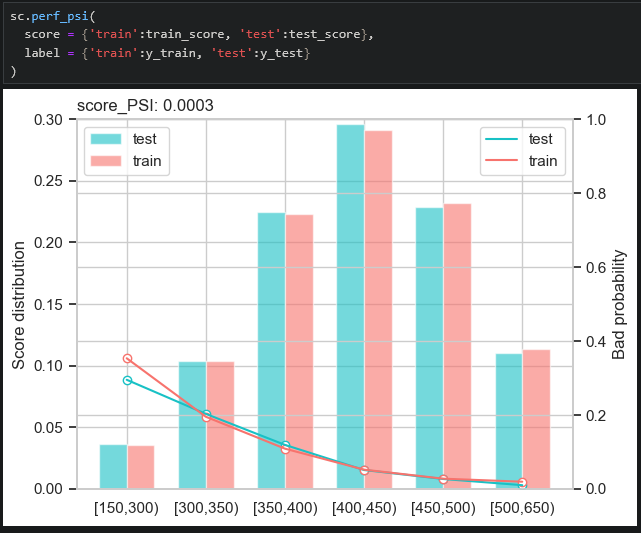 sc.perf_psi(
  score = {'train':train_score, 'test':test_score},
  label = {'train':y_train, 'test':y_test}
)
score_PSI: 0.0003
0.30
0.25
0.20
0.15
0.10
0.05
0.00
Score distribution
test
train
test
train
1.0
0.8
0.6
0.4
0.2
0.0
Bad probability
[150,300)
[300,350)
[350,400)
[400,450)
[450,500)
[500,650)